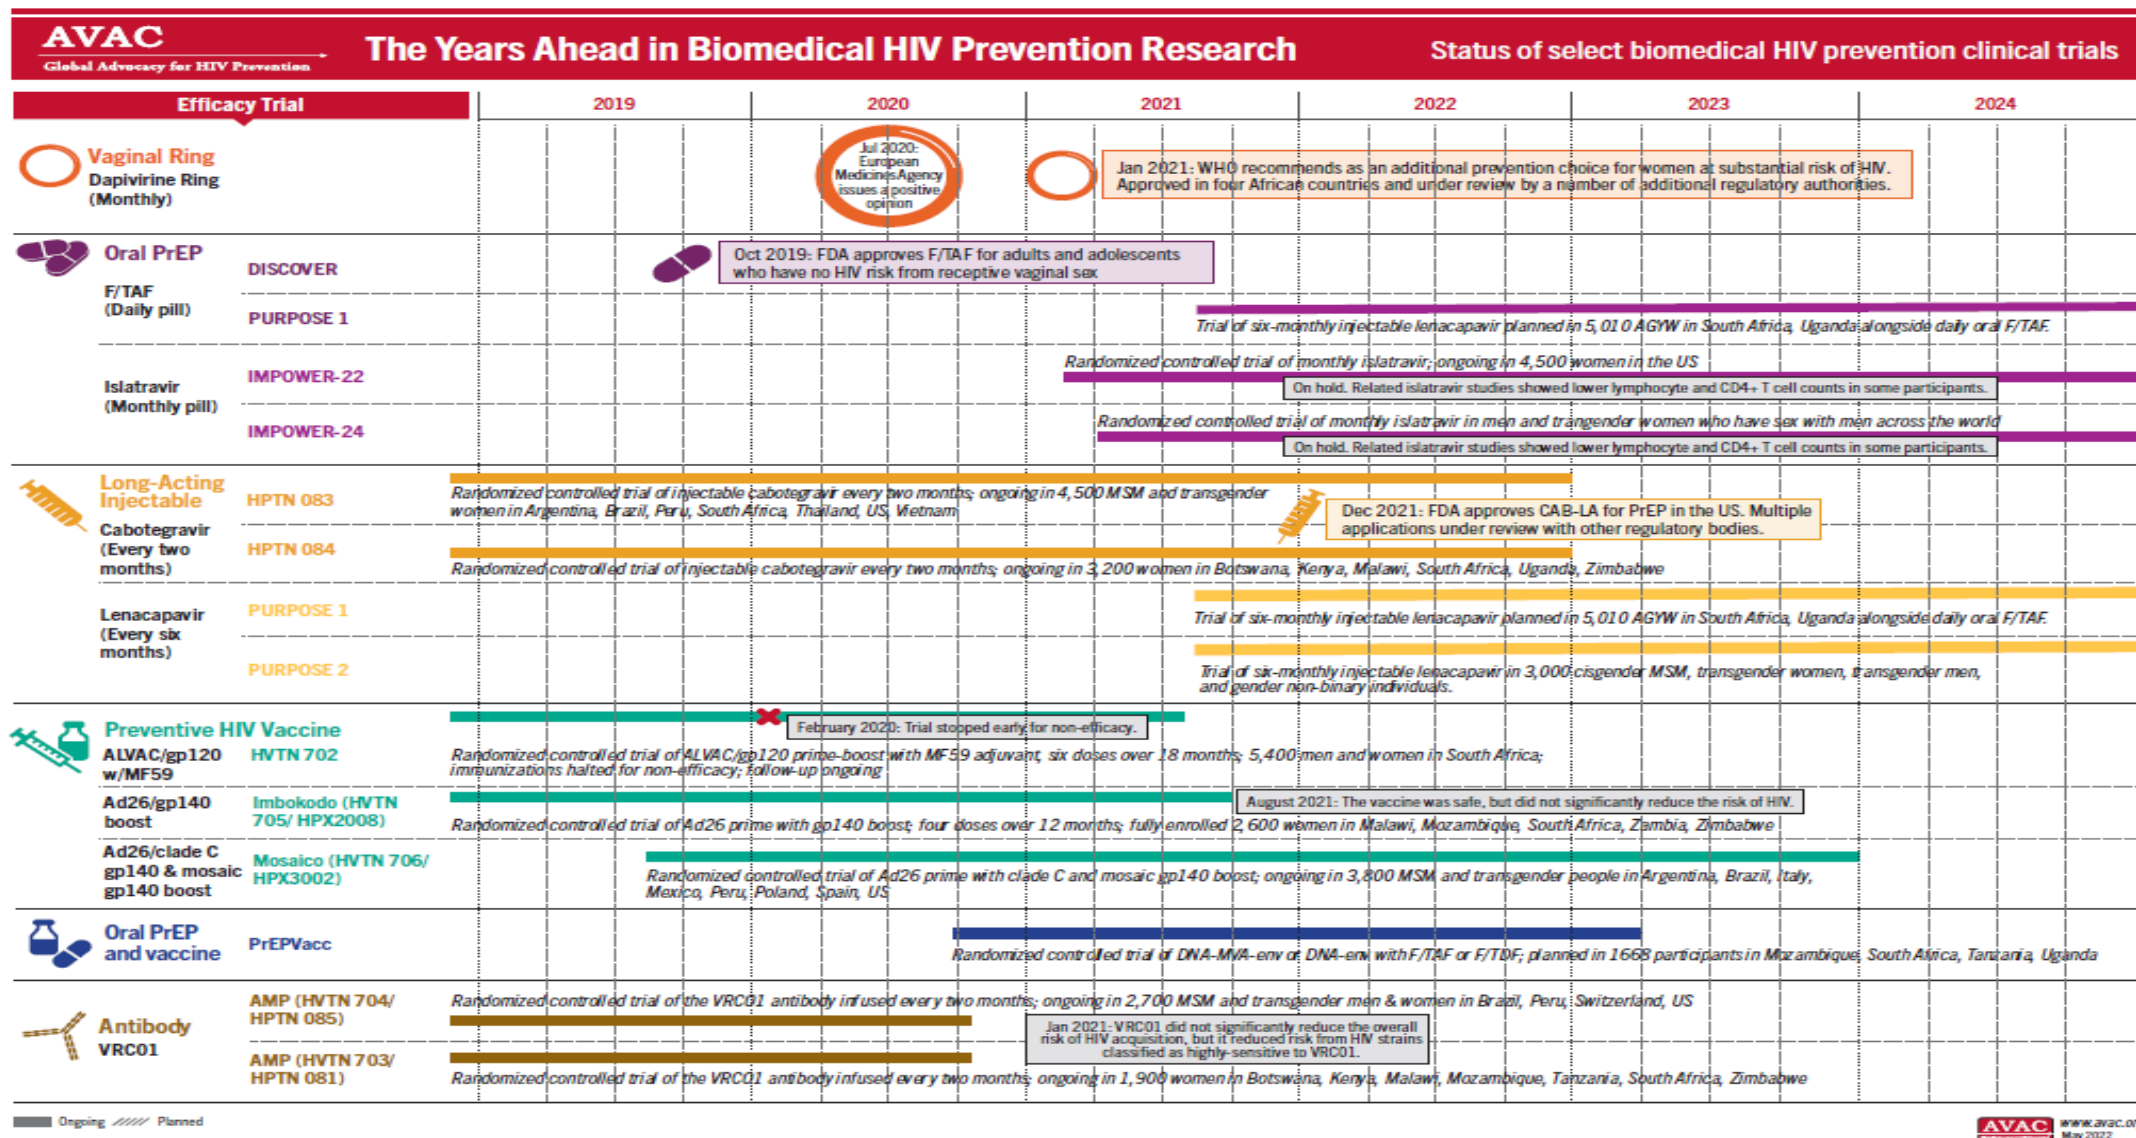 AVAC
Global Advocacy for HIV Prevention
The Years Ahead in Biomedical HIV Prevention Research
Status of select biomedical HIV prevention clinical trials
Efficacy Trial
2019
2020
2021
2022
2023
2024
Vaginal Ring
Dapivirine Ring
(Monthly)
Jul 2020:
European
Medicines Agency
issues a positive
opinion
Jan 2021: WHO recommends as an additional prevention choice for women at substantial risk of HIV.
Approved in four African countries and under review by a number of additional regulatory authorities.
Oral PrEP
F/TAF
(Daily pill)
DISCOVER
Oct 2019: FDA approves F/TAF for adults and adolescents
who have no HIV risk from receptive vaginal sex
PURPOSE 1
Trial of six-monthly injectable lenacapavir planned in 5,010 AGYW in South Africa, Uganda alongside daily oral F/TAF.
Islatravir
(Monthly pill)
IMPOWER-22
Randomized controlled trial of monthly islatravir; ongoing in 4,500 women in the US
On hold. Related islatravir studies showed lower lymphocyte and CD4+ T cell counts in some participants.
IMPOWER-24
Randomized controlled trial of monthly islatravir in men and trangender women who have sex with men across the world
On hold. Related islatravir studies showed lower lymphocyte and CD4+ T cell counts in some participants.
Long-Acting
Injectable
Cabotegravir
(Every two
months)
HPTN 083
Randomized controlled trial of injectable cabotegravir every two months; ongoing in 4,500 MSM and transgender
women in Argentina, Brazil, Peru, South Africa, Thailand, US, Vietnam
Dec 2021: FDA approves CAB-LA for PrEP in the US. Multiple
applications under review with other regulatory bodies.
HPTN 084
Randomized controlled trial of injectable cabotegravir every two months; ongoing in 3,200 women in Botswana, Kenya, Malawi, South Africa, Uganda, Zimbabwe
Lenacapavir
(Every six
months)
PURPOSE 1
Trial of six-monthly injectable lenacapavir planned in 5,010 AGYW in South Africa, Uganda alongside daily oral F/TAF.
PURPOSE 2
Trial of six-monthly injectable lenacapavir in 3,000 cisgender MSM, transgender women, transgender men,
and gender non-binary individuals.
Preventive HIV Vaccine
ALVAC/gp120
w/MF59
HVTN 702
February 2020: Trial stopped early for non-efficacy.
Randomized controlled trial of ALVAC/gp120 prime-boost with MF59 adjuvant, six doses over 18 months; 5,400 men and women in South Africa;
immunizations halted for non-efficacy; follow-up ongoing
Ad26/gp140
boost
Imbokodo (HVTN
705/ HPX2008)
August 2021: The vaccine was safe, but did not significantly reduce the risk of HIV.
Randomized controlled trial of Ad26 prime with gp140 boost; four doses over 12 months; fully enrolled 2,600 women in Malawi, Mozambique, South Africa, Zambia, Zimbabwe
Ad26/clade C
gp140 & mosaic
gp140 boost
Mosaico (HVTN 706/
HPX3002)
Randomized controlled trial of Ad26 prime with clade C and mosaic gp140 boost; ongoing in 3,800 MSM and transgender people in Argentina, Brazil, Italy,
Mexico, Peru, Poland, Spain, US
Oral PrEP
and vaccine
PrEPVacc
Randomized controlled trial of DNA-MVA-env or DNA-env with F/TAF or F/TDF; planned in 1668 participants in Mozambique, South Africa, Tanzania, Uganda
Antibody
VRC01
AMP (HVTN 704/
HPTN 085)
Randomized controlled trial of the VRC01 antibody infused every two months; ongoing in 2,700 MSM and transgender men & women in Brazil, Peru, Switzerland, US
Jan 2021: VRC01 did not significantly reduce the overall
risk of HIV acquisition, but it reduced risk from HIV strains
classified as highly-sensitive to VRC01.
AMP (HVTN 703/
HPTN 081)
Randomized controlled trial of the VRC01 antibody infused every two months; ongoing in 1,900 women in Botswana, Kenya, Malawi, Mozambique, Tanzania, South Africa, Zimbabwe
Ongoing
Planned
AVAC
www.avac.or
May 2022